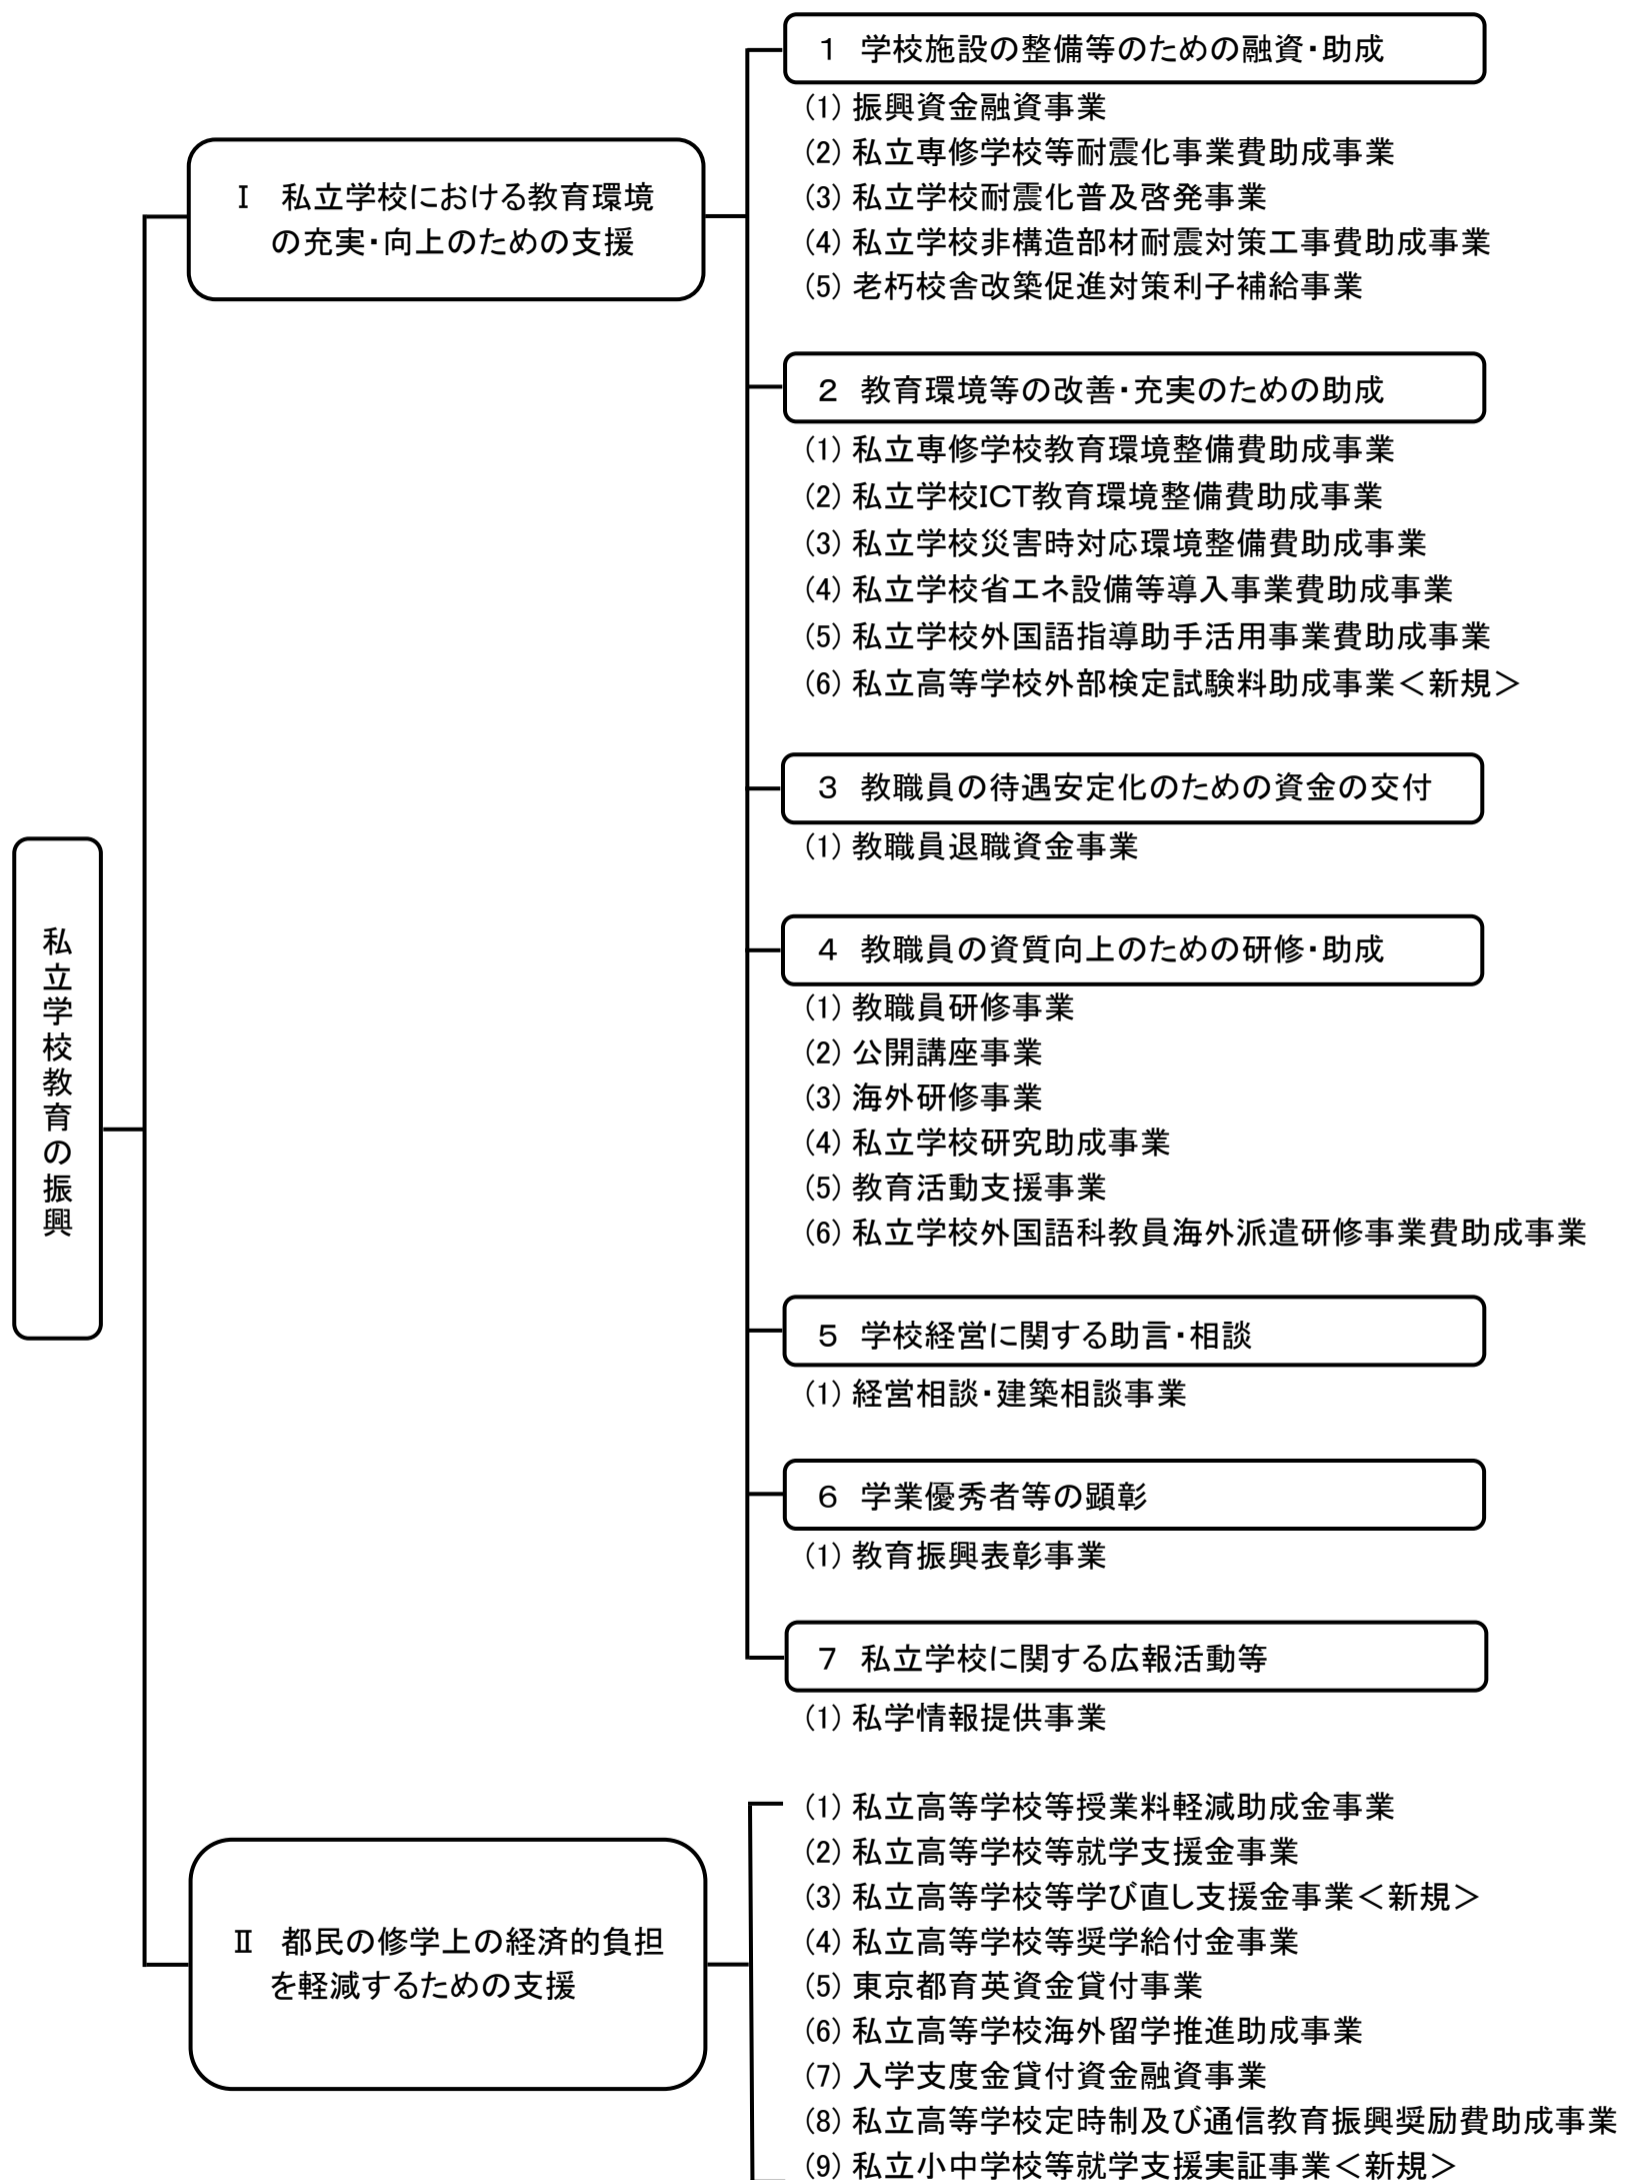 私立学校教育の振興
Ⅰ　私立学校における教育環境
の充実・向上のための支援
１　学校施設の整備等のための融資・助成
(1) 振興資金融資事業
(2) 私立専修学校等耐震化事業費助成事業
(3) 私立学校耐震化普及啓発事業
(4) 私立学校非構造部材耐震対策工事費助成事業
(5) 老朽校舎改築促進対策利子補給事業
２　教育環境等の改善・充実のための助成
(1) 私立専修学校教育環境整備費助成事業
(2) 私立学校ICT教育環境整備費助成事業
(3) 私立学校災害時対応環境整備費助成事業
(4) 私立学校省エネ設備等導入事業費助成事業
(5) 私立学校外国語指導助手活用事業費助成事業
(6) 私立高等学校外部検定試験料助成事業＜新規＞
３　教職員の待遇安定化のための資金の交付
(1) 教職員退職資金事業
４　教職員の資質向上のための研修・助成
(1) 教職員研修事業
(2) 公開講座事業
(3) 海外研修事業
(4) 私立学校研究助成事業
(5) 教育活動支援事業
(6) 私立学校外国語科教員海外派遣研修事業費助成事業
５　学校経営に関する助言・相談
(1) 経営相談・建築相談事業
６　学業優秀者等の顕彰
(1) 教育振興表彰事業
７　私立学校に関する広報活動等
(1) 私学情報提供事業
Ⅱ　都民の修学上の経済的負担
を軽減するための支援
(1) 私立高等学校等授業料軽減助成金事業
(2) 私立高等学校等就学支援金事業
(3) 私立高等学校等学び直し支援金事業＜新規＞
(4) 私立高等学校等奨学給付金事業
(5) 東京都育英資金貸付事業
(6) 私立高等学校海外留学推進助成事業
(7) 入学支度金貸付資金融資事業
(8) 私立高等学校定時制及び通信教育振興奨励費助成事業
(9) 私立小中学校等就学支援実証事業＜新規＞